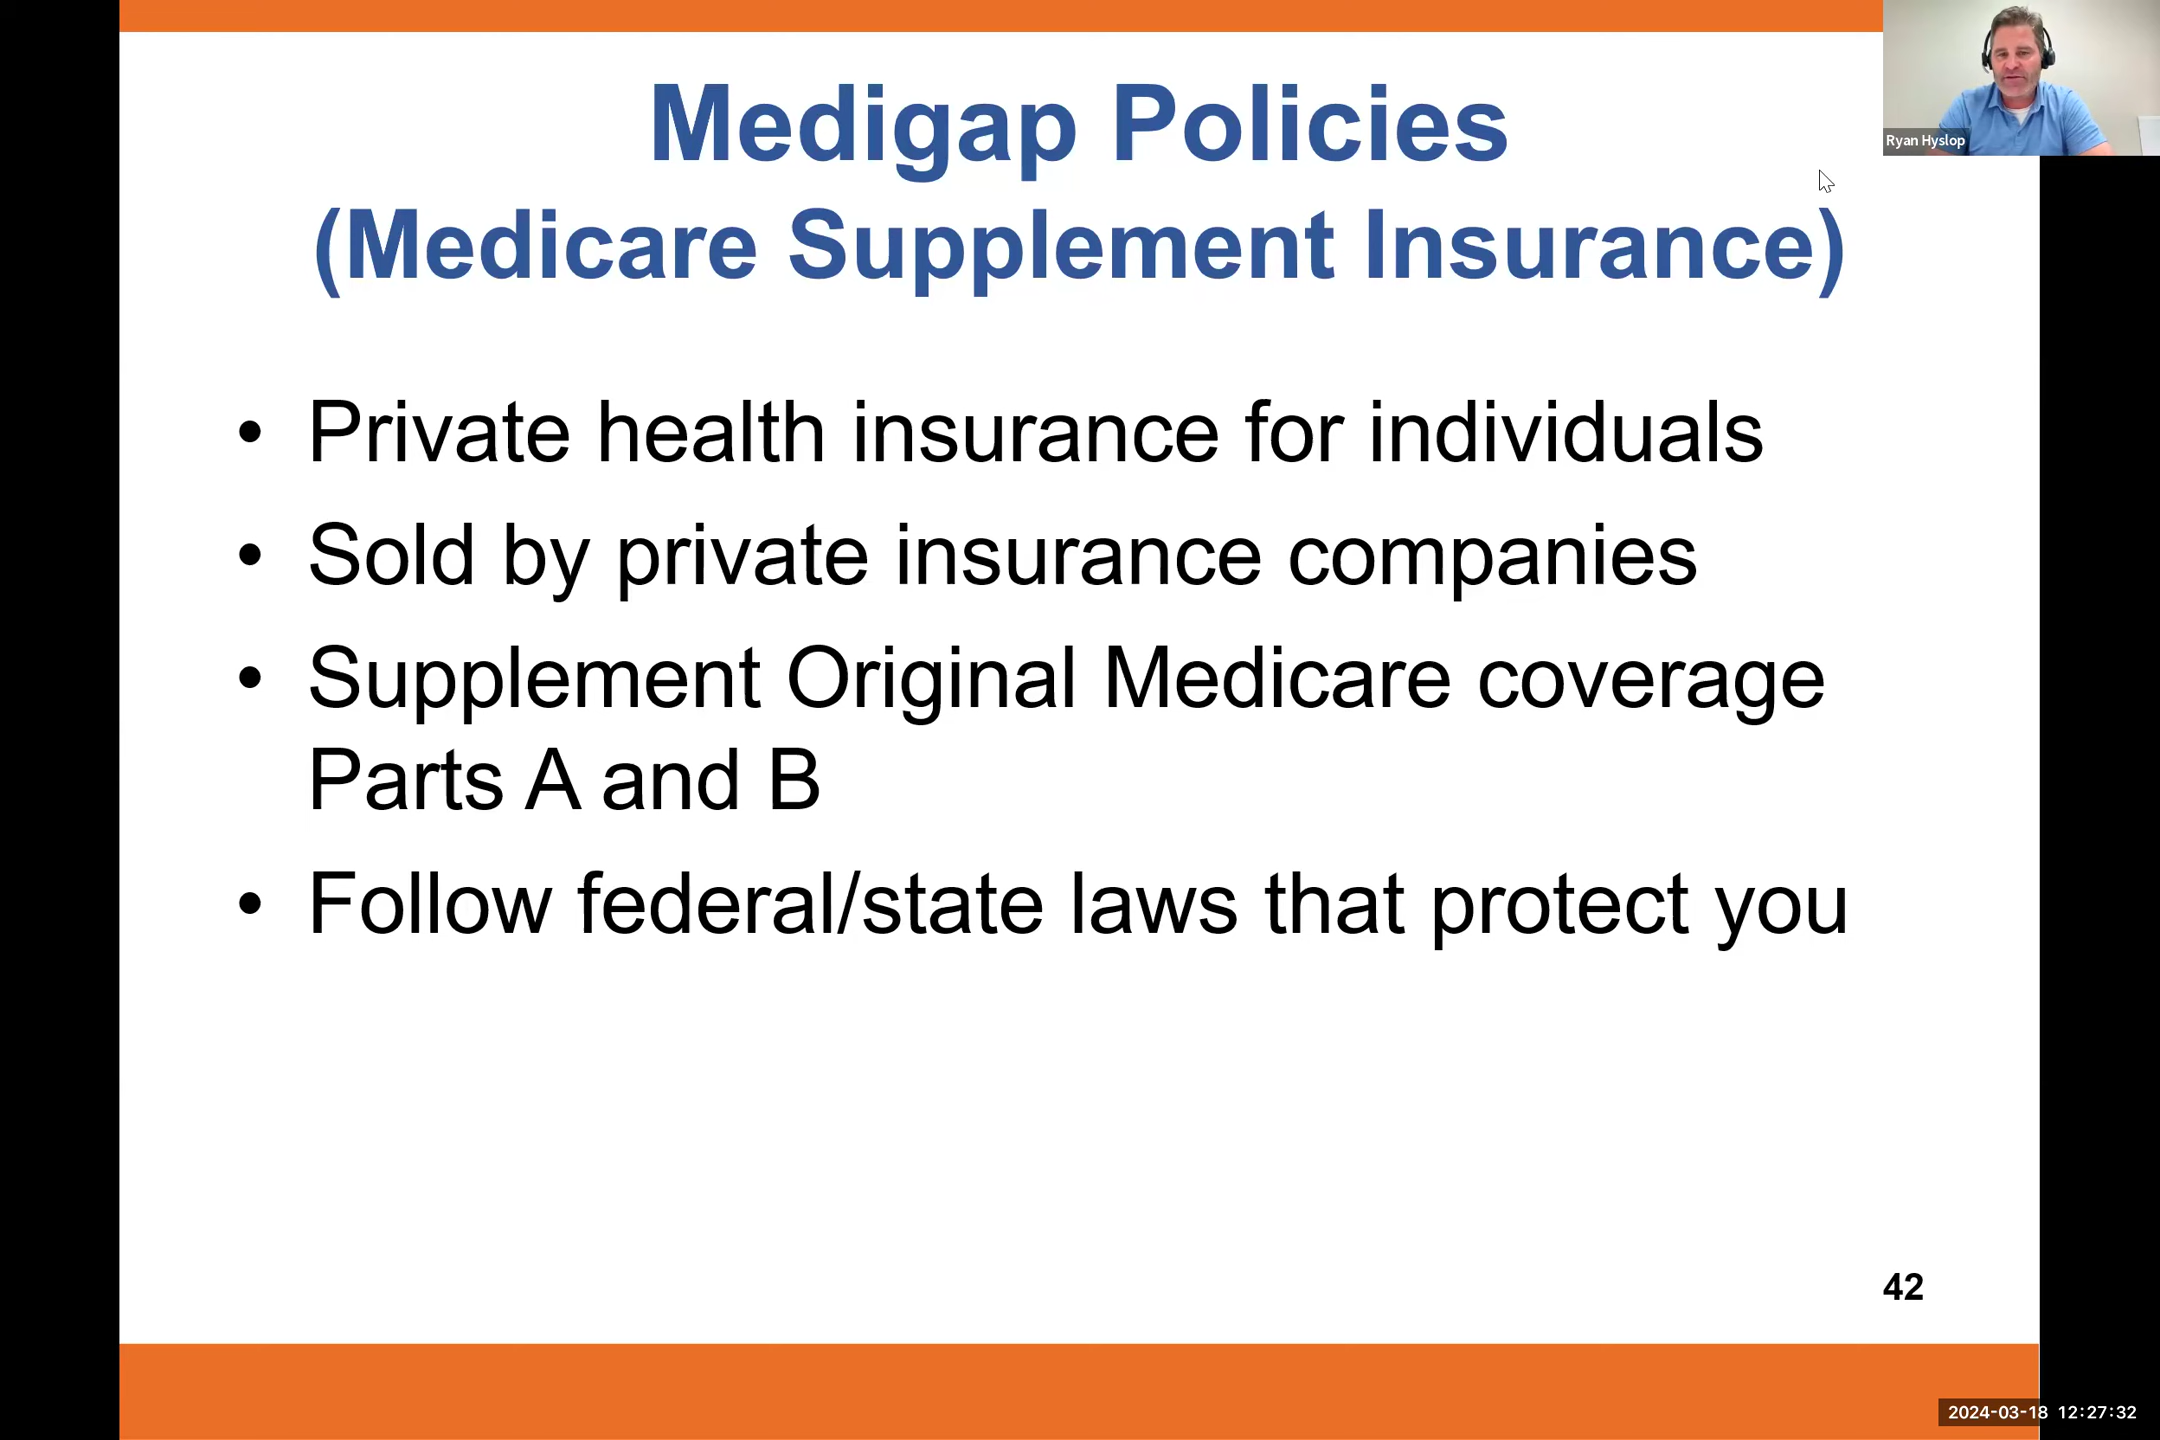 Medigap Policies
(Medicare Supplement Insurance)
Ryan Hyslop
• Private health insurance for individuals
• Sold by private insurance companies
• Supplement Original Medicare coverage
Parts A and B
• Follow federal/state laws that protect you
42
2024-03-18 12:27:32